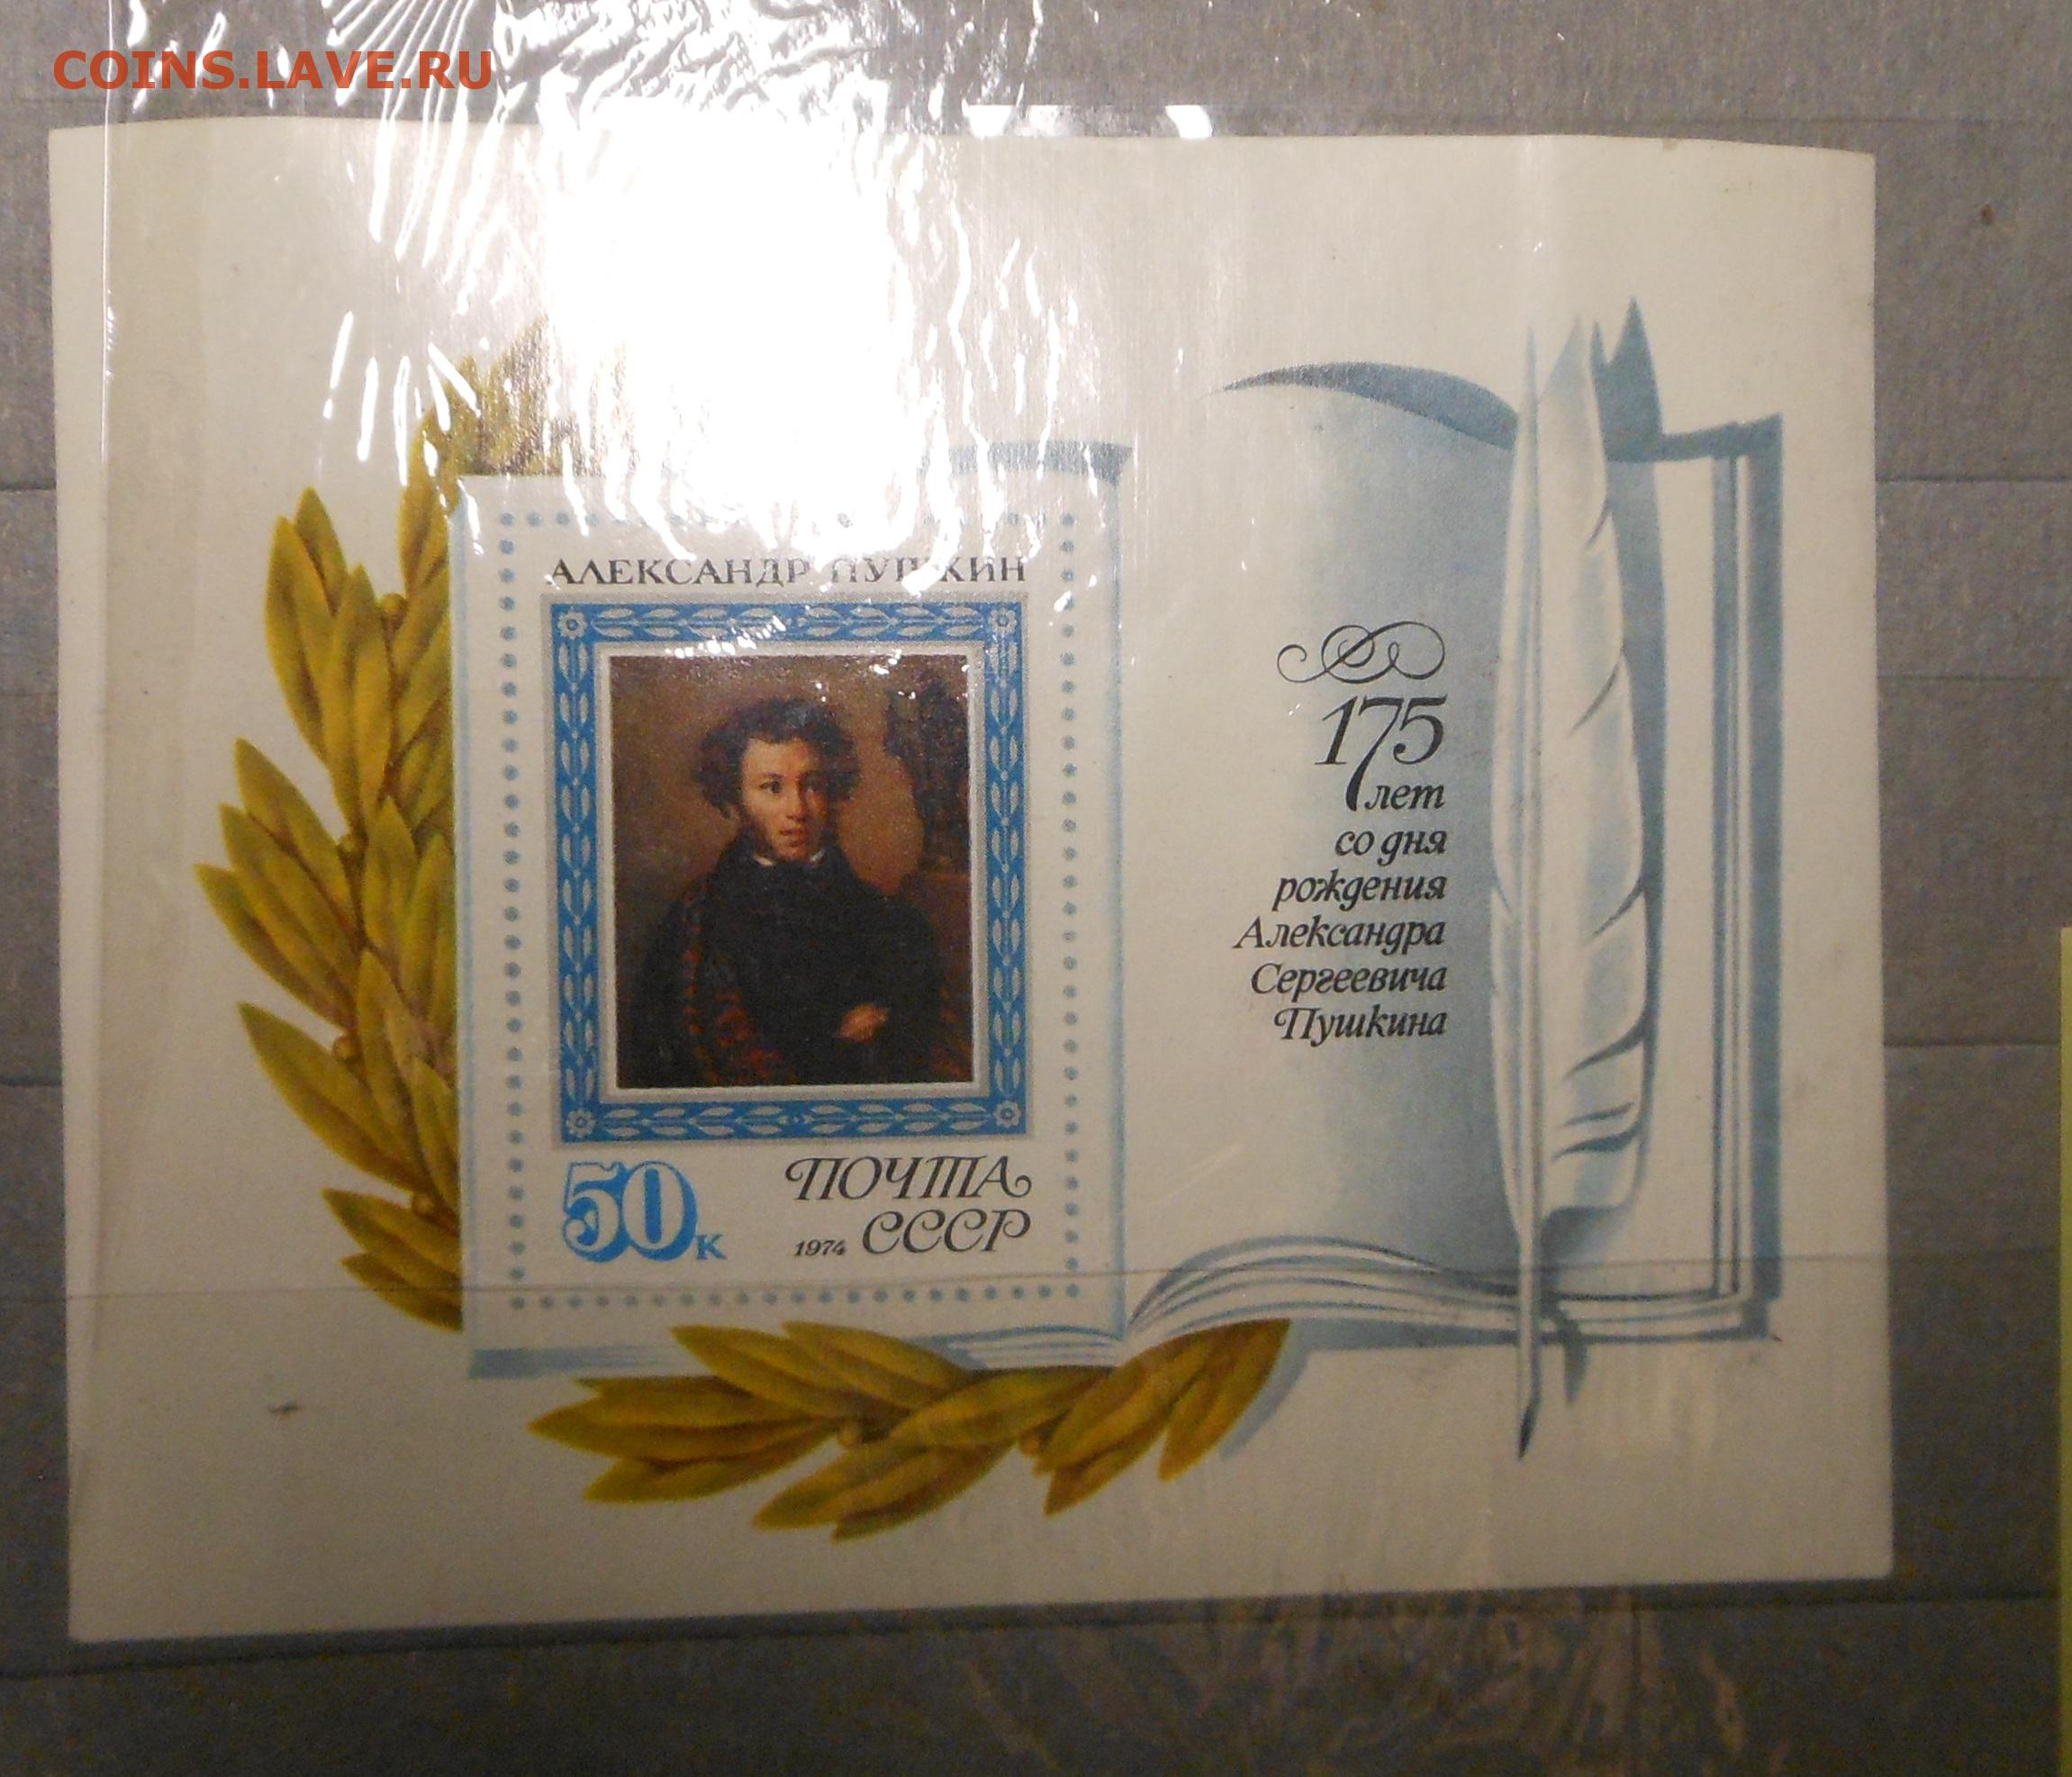 COINS.LAVE.RU
АЛЕКСАНДР ПУШКИН
50к
ПОЧТА
1974 СССР
175
лет
со дня
рождения
Александра
Сергеевича
Пушкина